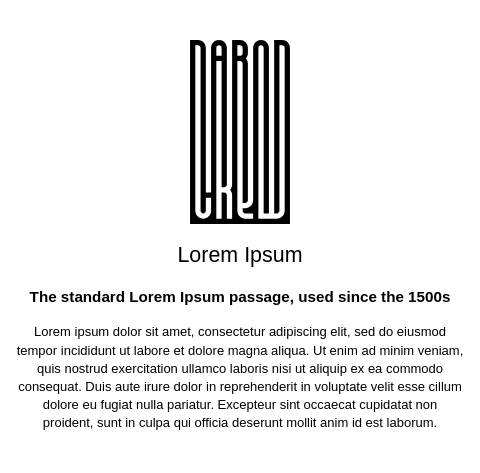 Lorem Ipsum
The standard Lorem Ipsum passage, used since the 1500s
Lorem ipsum dolor sit amet, consectetur adipiscing elit, sed do eiusmod
tempor incididunt ut labore et dolore magna aliqua. Ut enim ad minim veniam,
quis nostrud exercitation ullamco laboris nisi ut aliquip ex ea commodo
consequat. Duis aute irure dolor in reprehenderit in voluptate velit esse cillum
dolore eu fugiat nulla pariatur. Excepteur sint occaecat cupidatat non
proident, sunt in culpa qui officia deserunt mollit anim id est laborum.